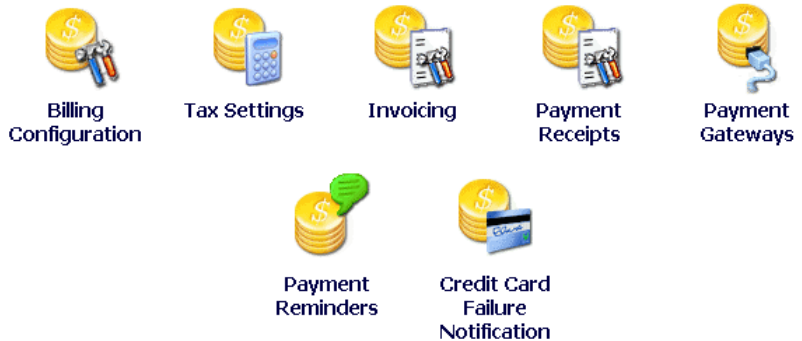 Billing
Configuration
Tax Settings
Invoicing
Payment
Receipts
Payment
Gateways
Payment
Reminders
Credit Card
Failure
Notification